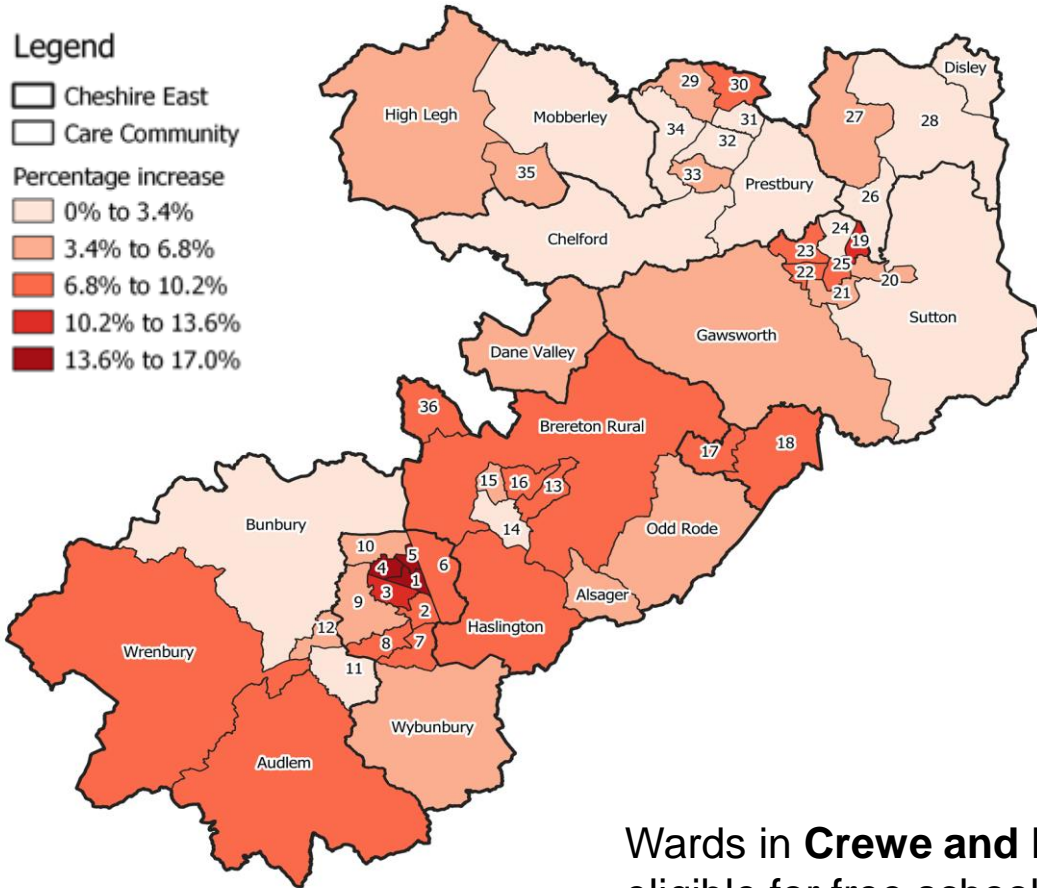 Legend
Cheshire East
Care Community
Percentage increase
0% to 3.4%
3.4% to 6.8%
6.8% to 10.2%
10.2% to 13.6%
13.6% to 17.0%
Disley
29
30
High Legh
Mobberley
27
28
34
31
32
35
33
Prestbury
26
Chelford
24
19
23
25
22
20
21
Sutton
Gawsworth
Dane Valley
36
Brereton Rural
18
17
15
16
13
Bunbury
14
Odd Rode
10
5
4
6
1
3
Alsager
9
2
12
Haslington
8
7
Wrenbury
11
Wybunbury
Audlem
Wards in Crewe and
eligible for free school